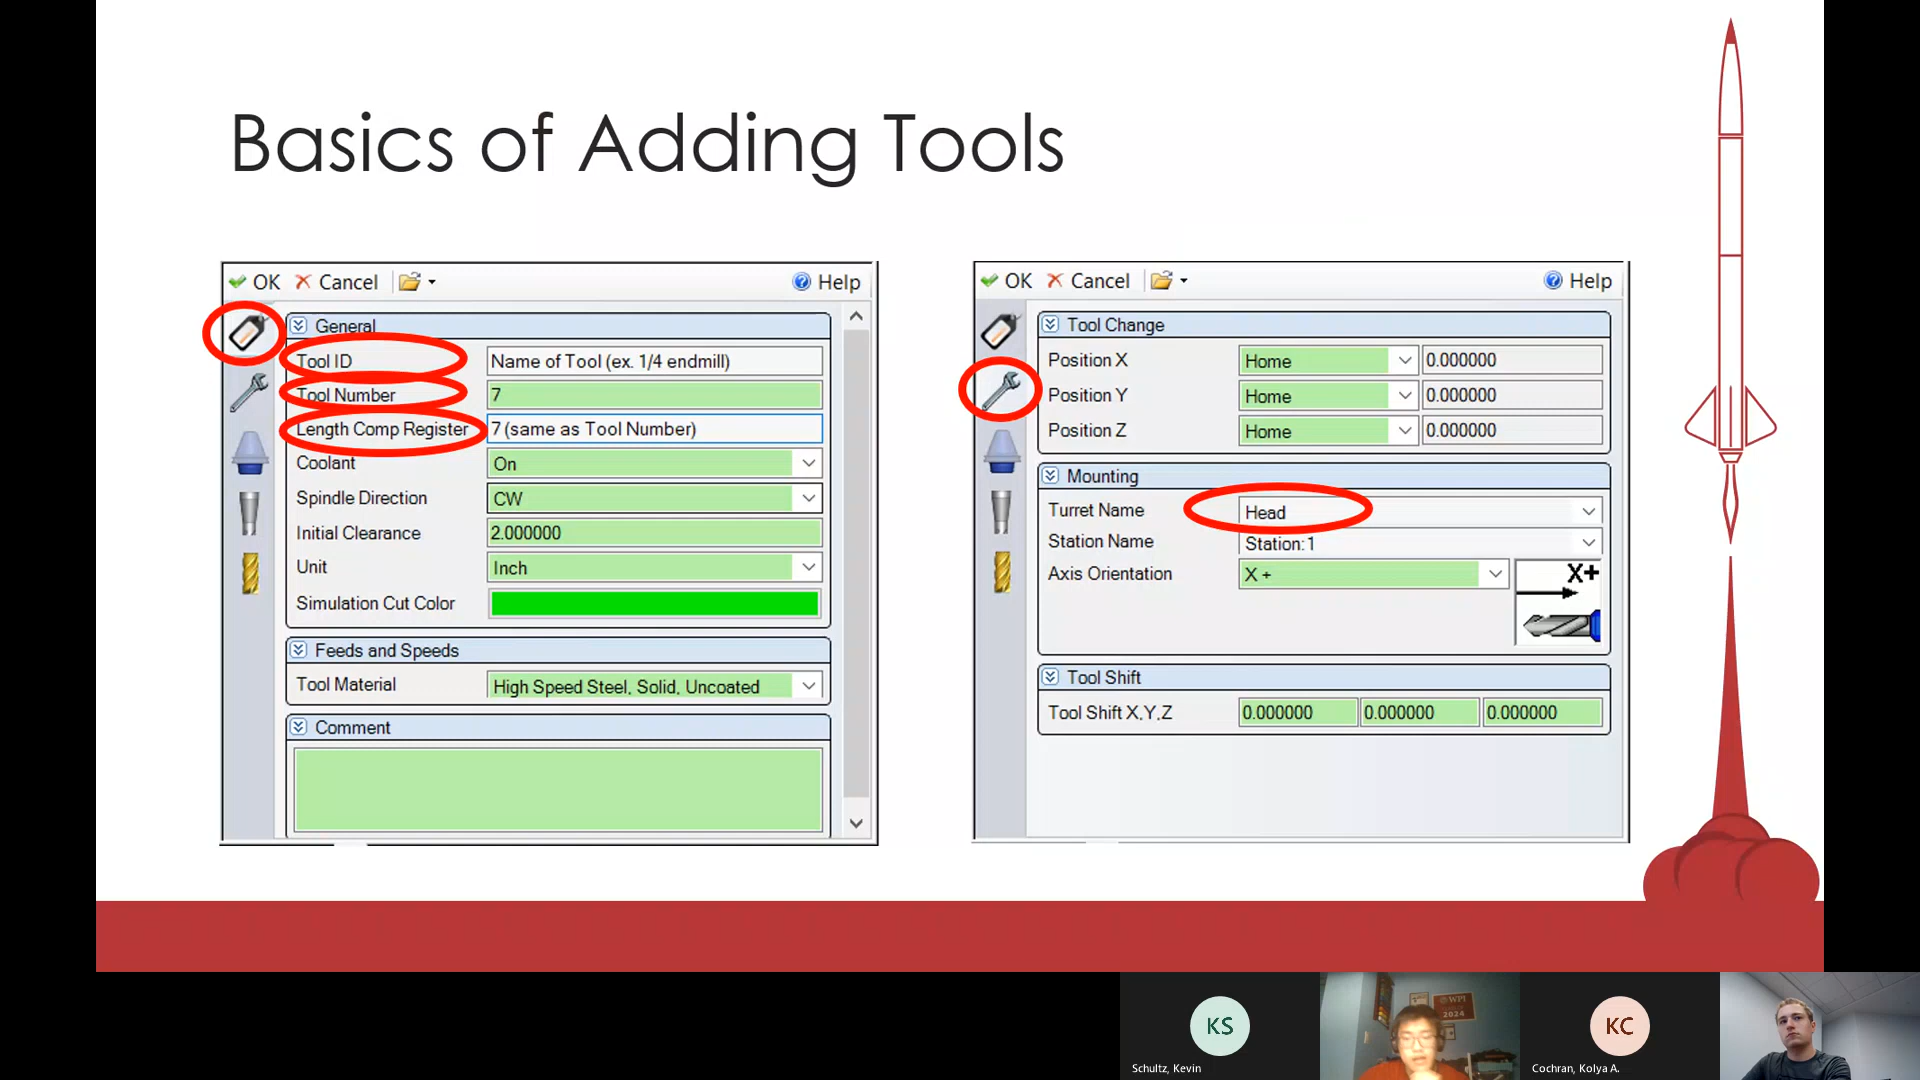 Basics of Adding Tools
OK Cancel Help
General
Tool ID Name of Tool (ex. 1/4 endmill)
Tool Number 7
Length Comp Register 7 (same as Tool Number)
Coolant On
Spindle Direction CW
Initial Clearance 2.000000
Unit Inch
Simulation Cut Color
Feeds and Speeds
Tool Material High Speed Steel, Solid, Uncoated
Comment
OK Cancel Help
Tool Change
Position X Home 0.000000
Position Y Home 0.000000
Position Z Home 0.000000
Mounting
Turret Name Head
Station Name Station:1
Axis Orientation X + X+
Tool Shift
Tool Shift X,Y,Z 0.000000 0.000000 0.000000
KS
Schultz, Kevin
WPI
2024
KC
Cochran, Kolya A.